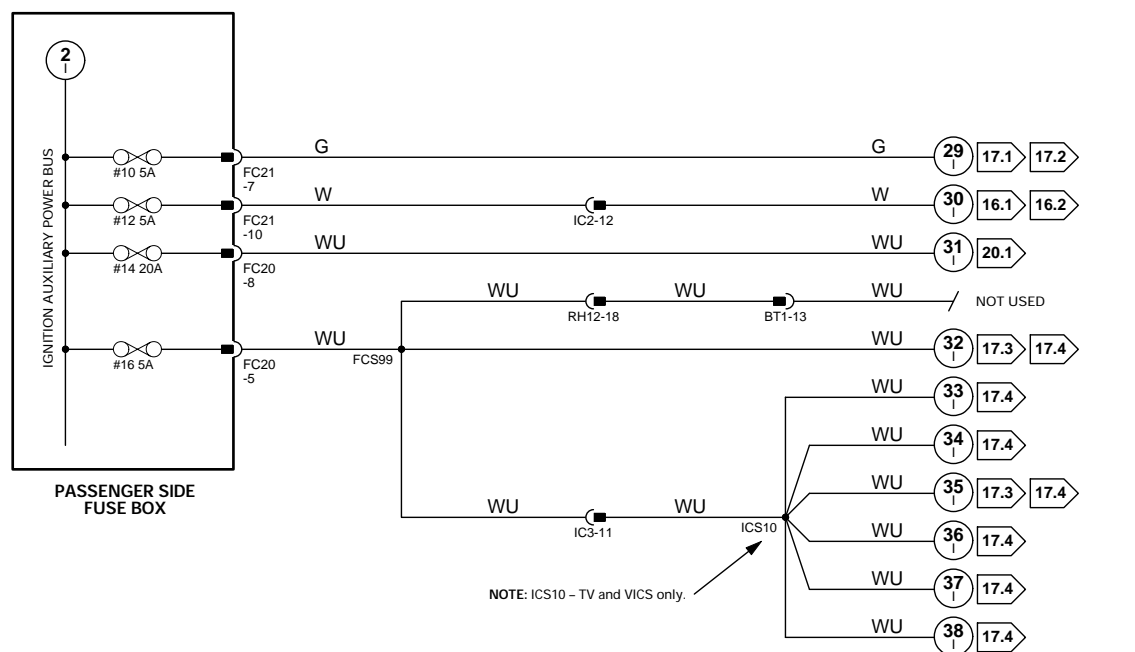 2
I
IGNITION AUXILIARY POWER BUS
#10 5A
FC21
-7
G
G
29
I
17.1
17.2
#12 5A
FC21
-10
W
IC2-12
W
30
I
16.1
16.2
#14 20A
FC20
-8
WU
WU
31
I
20.1
WU
RH12-18
WU
BT1-13
WU
NOT USED
#16 5A
FC20
-5
WU
FCS99
WU
32
I
17.3
17.4
WU
33
I
17.4
WU
34
I
17.4
WU
35
I
17.3
17.4
WU
IC3-11
WU
ICS10
WU
36
I
17.4
WU
37
I
17.4
WU
38
I
17.4
PASSENGER SIDE
FUSE BOX
NOTE: ICS10 – TV and VICS only.